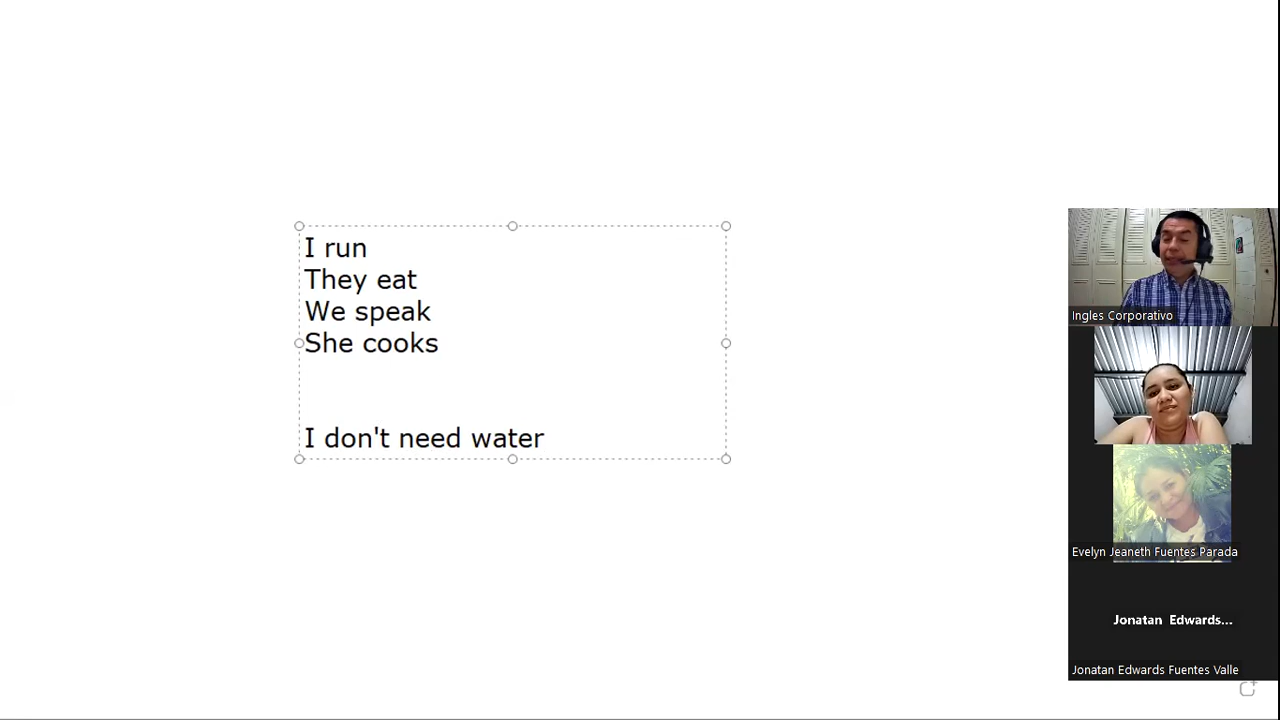 I run
They eat
We speak
She cooks
I don't need water
Ingles Corporativo
Evelyn Jeaneth Fuentes Parada
Jonatan Edwards...
Jonatan Edwards Fuentes Valle